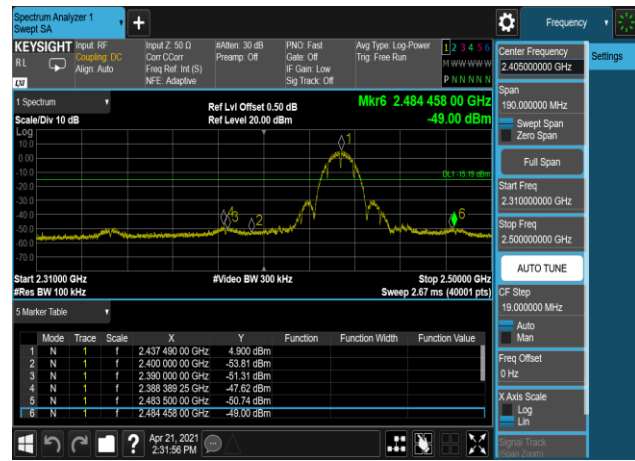 Spectrum Analyzer 1
Swept SA
Frequency
KEYSIGHT
RL
LXI
Input: RF
Coupling: DC
Align: Auto
Input Z: 50 Ω
Corr CCorr
Freq Ref: Int (S)
NFE: Adaptive
#Atten: 30 dB
Preamp: Off
PNO: Fast
Gate: Off
IF Gain: Low
Sig Track: Off
Avg Type: Log-Power
Trig: Free Run
1 2 3 4 5 6
M W W W W W
P N N N N N
Center Frequency
2.405000000 GHz
Settings
Span
190.000000 MHz
Swept Span
Zero Span
Full Span
Start Freq
2.310000000 GHz
Stop Freq
2.500000000 GHz
AUTO TUNE
CF Step
19.000000 MHz
Auto
Man
Freq Offset
0 Hz
X Axis Scale
Log
Lin
Signal Track
(Span Zoom)
1 Spectrum
Scale/Div 10 dB
Ref Lvl Offset 0.50 dB
Ref Level 20.00 dBm
Mkr6 2.484 458 00 GHz
-49.00 dBm
Log
10.0
0.00
-10.0
-20.0
-30.0
-40.0
-50.0
-60.0
-70.0
1
DL1 -15.19 dBm
2
3
4
6
Start 2.31000 GHz
#Res BW 100 kHz
#Video BW 300 kHz
Stop 2.50000 GHz
Sweep 2.67 ms (40001 pts)
5 Marker Table
Mode Trace Scale X Y Function Function Width Function Value
1 N 1 f 2.437 490 00 GHz 4.900 dBm
2 N 1 f 2.400 000 00 GHz -53.81 dBm
3 N 1 f 2.390 000 00 GHz -51.31 dBm
4 N 1 f 2.388 389 25 GHz -47.62 dBm
5 N 1 f 2.483 500 00 GHz -50.74 dBm
6 N 1 f 2.484 458 00 GHz -49.00 dBm
?
Apr 21, 2021
2:31:56 PM